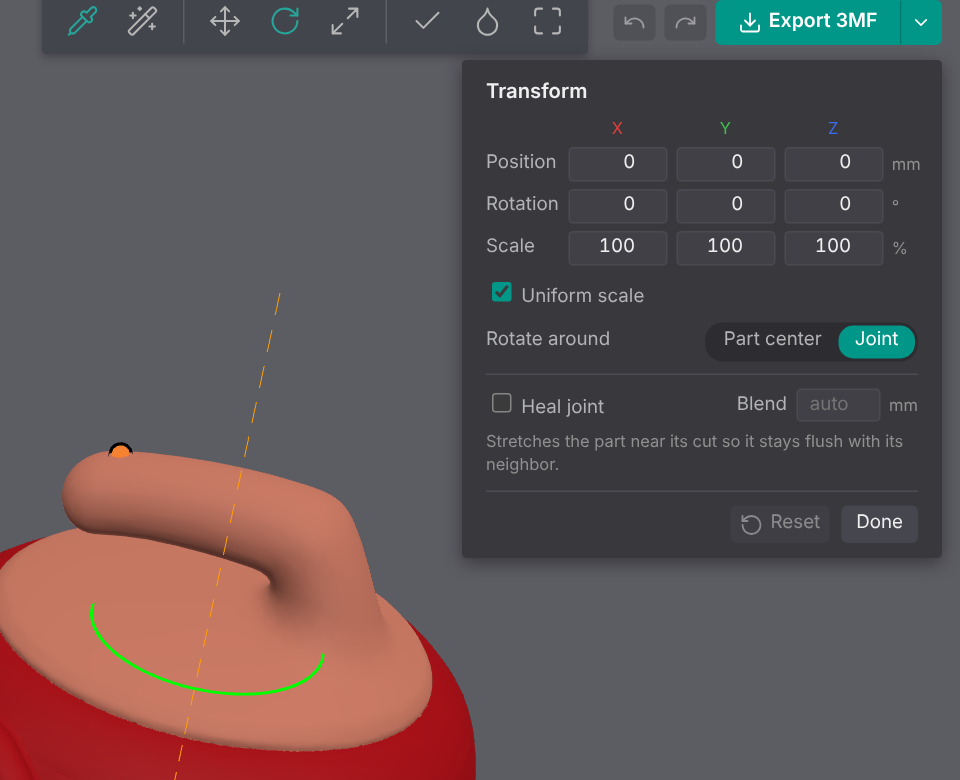 Export 3MF
Transform
X Y Z
Position 0 0 0 mm
Rotation 0 0 0 °
Scale 100 100 100 %
Uniform scale
Rotate around Part center Joint
Heal joint Blend auto mm
Stretches the part near its cut so it stays flush with its
neighbor.
Reset Done